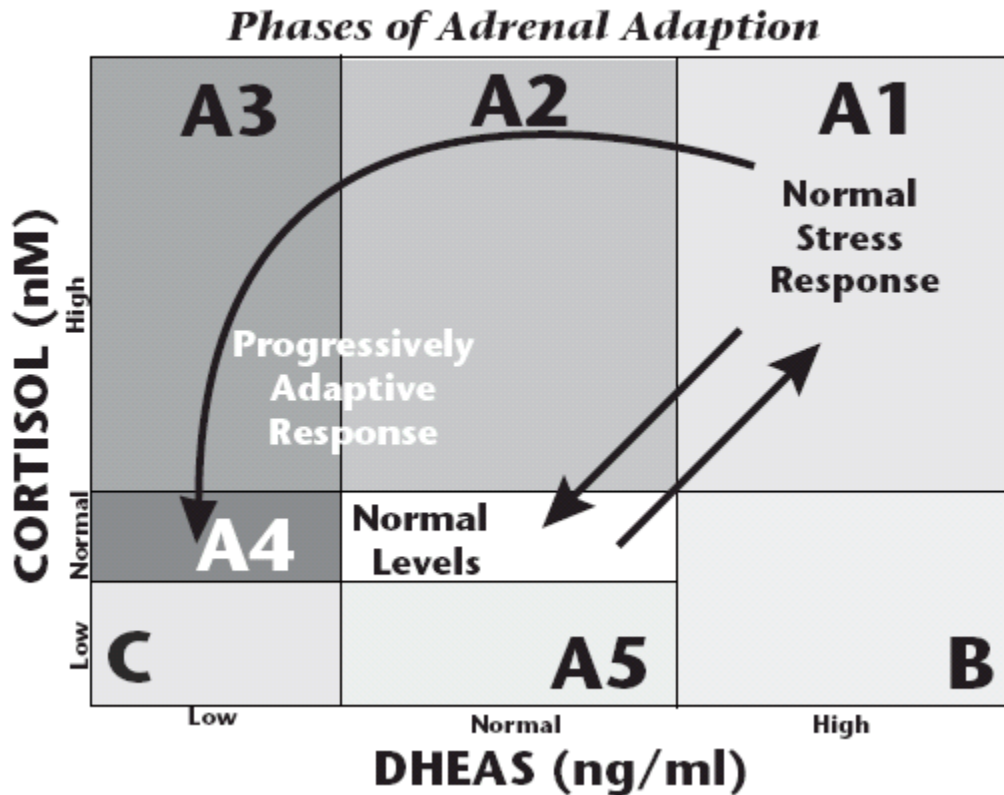 Phases of Adrenal Adaption
A3
A2
A1
Normal
Stress
Response
Progressively
Adaptive
Response
A4
Normal
Levels
C
A5
B
CORTISOL (nM)
High
Normal
Low
Low
Normal
High
DHEAS (ng/ml)